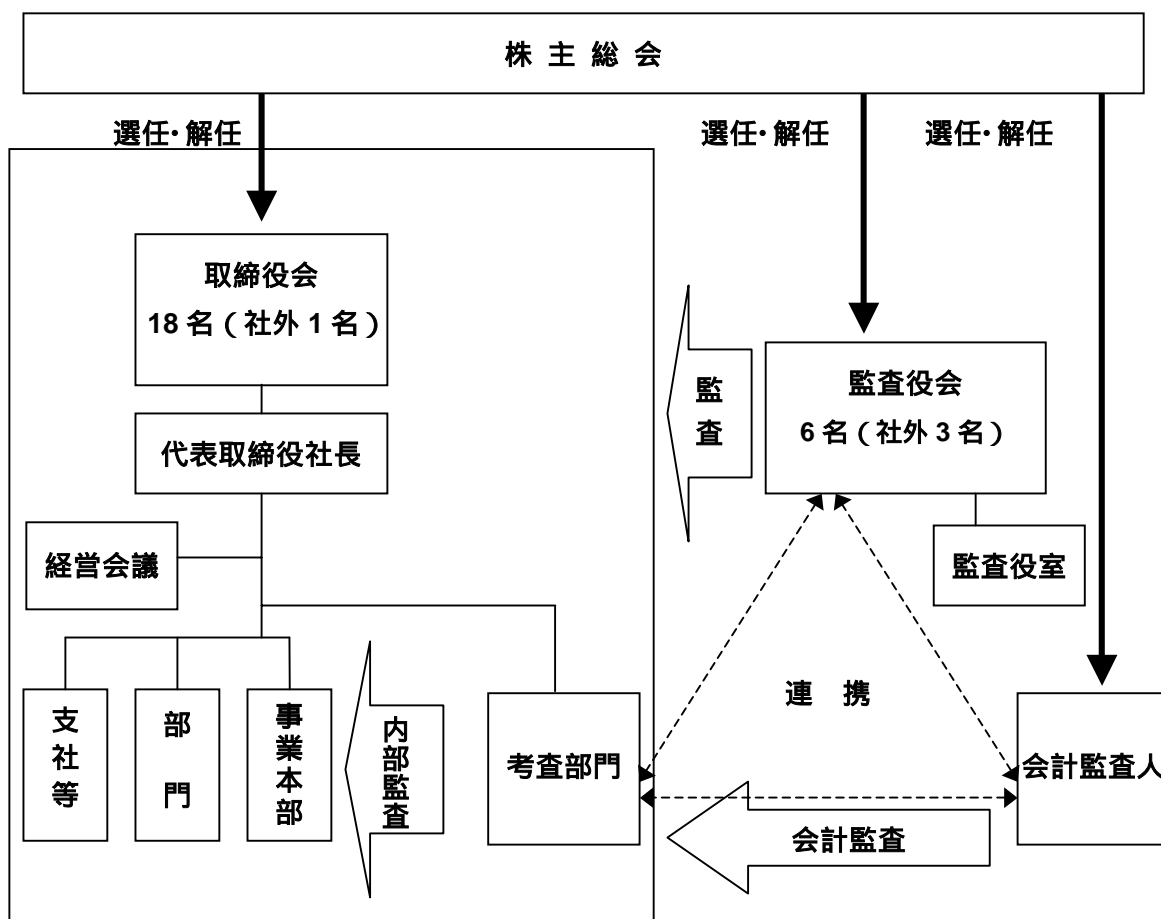 株 主 総 会
選任・解任
選任・解任
選任・解任
取締役会
18 名（社外 1 名）
監査
監査役会
6 名（社外 3 名）
代表取締役社長
経営会議
監査役室
連 携
支社等
部 門
事業本部
内部監査
考査部門
会計監査人
会計監査